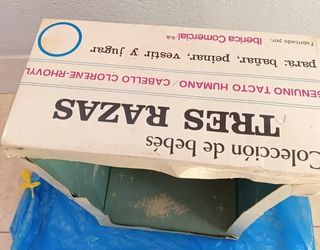 Colección de bebés
TRES RAZAS
GENUINO TACTO HUMANO/CABELLO CLORENE-RHOVYL
para: bañar, peinar, vestir y jugar
Fabricado por: Iberica Comercial S.A.